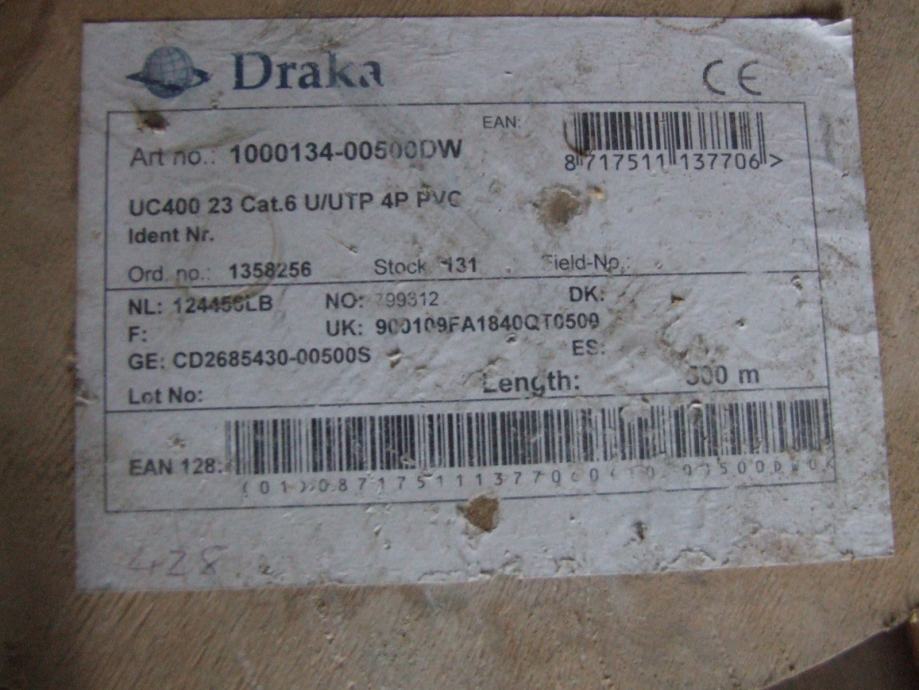 Draka
CE
EAN:
8 717511 137706 >
Art no.: 1000134-00500DW
UC400 23 Cat.6 U/UTP 4P PVC
Ident Nr.
Ord. no.: 1358256 Stock 131 Field-No.:
NL: 124456LB NO: 799312 DK:
F: UK: 900109FA1840QT0500
GE: CD2685430-00500S ES:
Lot No: Length: 500 m
EAN 128:
428